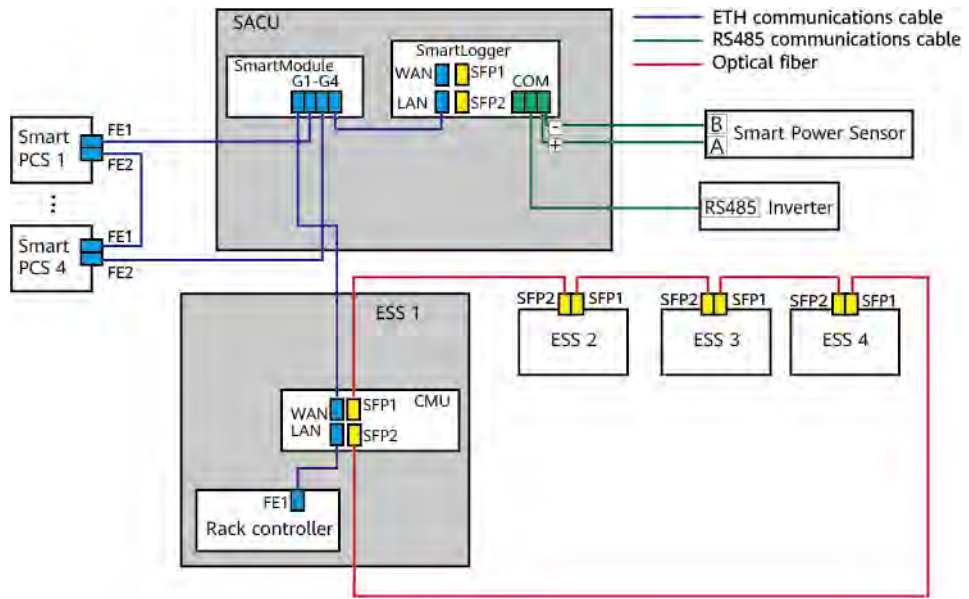 SACU
ETH communications cable
RS485 communications cable
Optical fiber
SmartModule
G1-G4
SmartLogger
WAN
SFP1
COM
LAN
SFP2
-
+
B
A
Smart Power Sensor
RS485
Inverter
Smart
PCS 1
FE1
FE2
⋮
Smart
PCS 4
FE1
FE2
ESS 1
CMU
WAN
SFP1
LAN
SFP2
FE1
Rack controller
SFP2
SFP1
ESS 2
SFP2
SFP1
ESS 3
SFP2
SFP1
ESS 4